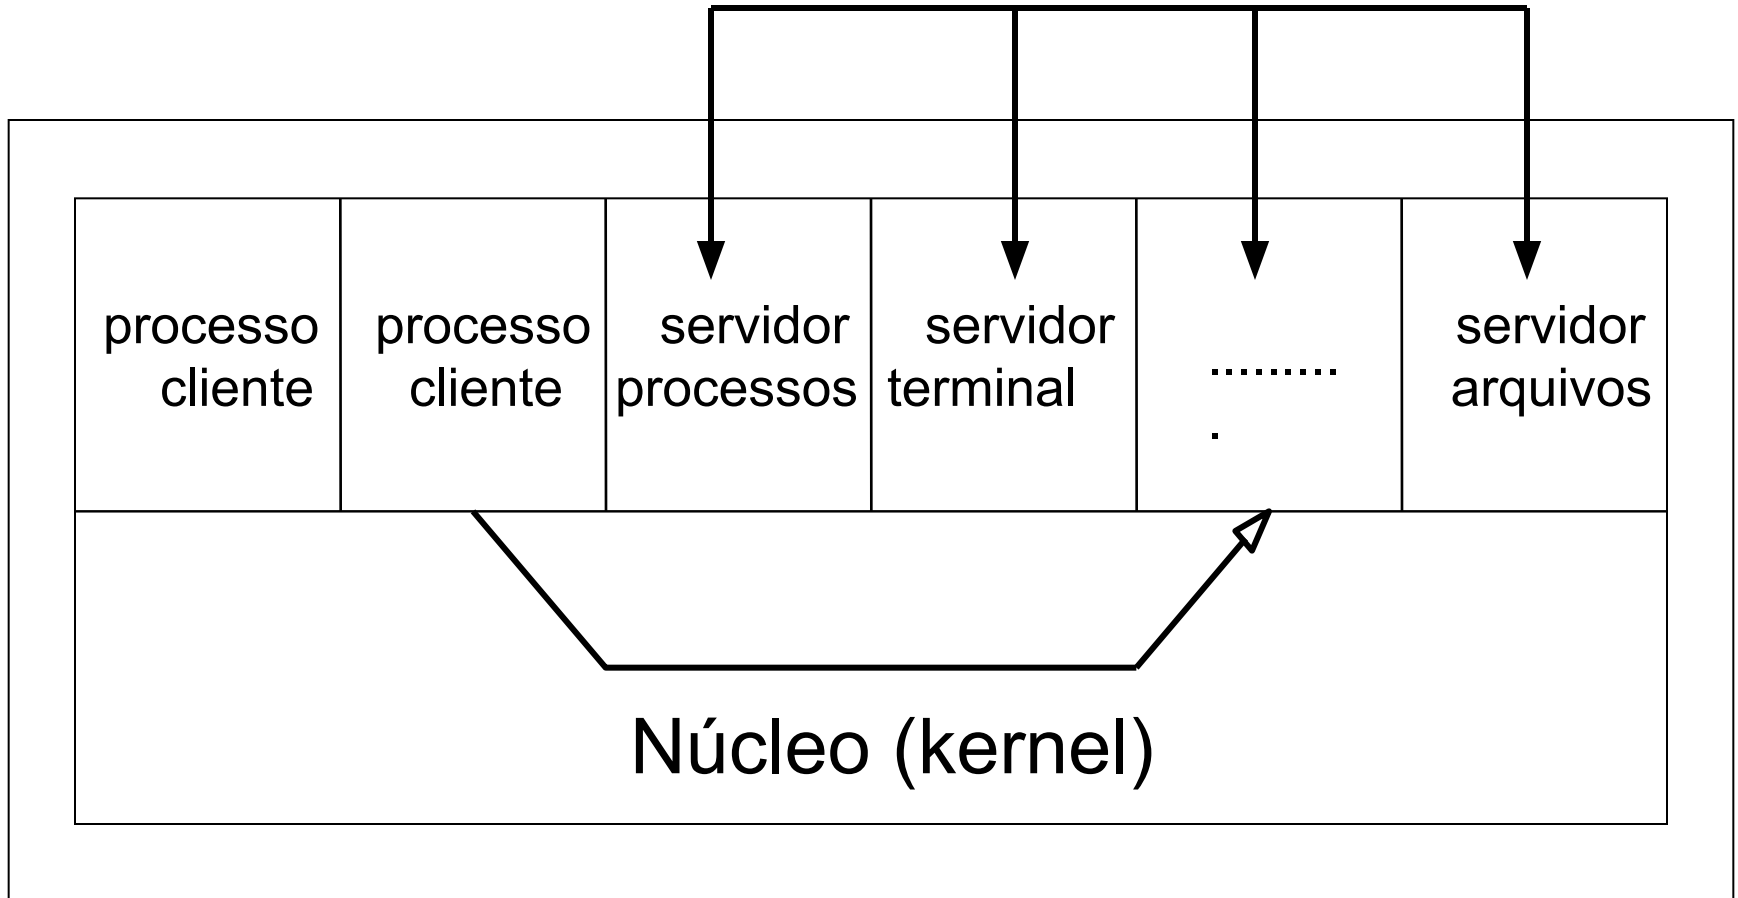 processo
cliente
processo
cliente
servidor
processos
servidor
terminal
.........
.
servidor
arquivos
Núcleo (kernel)